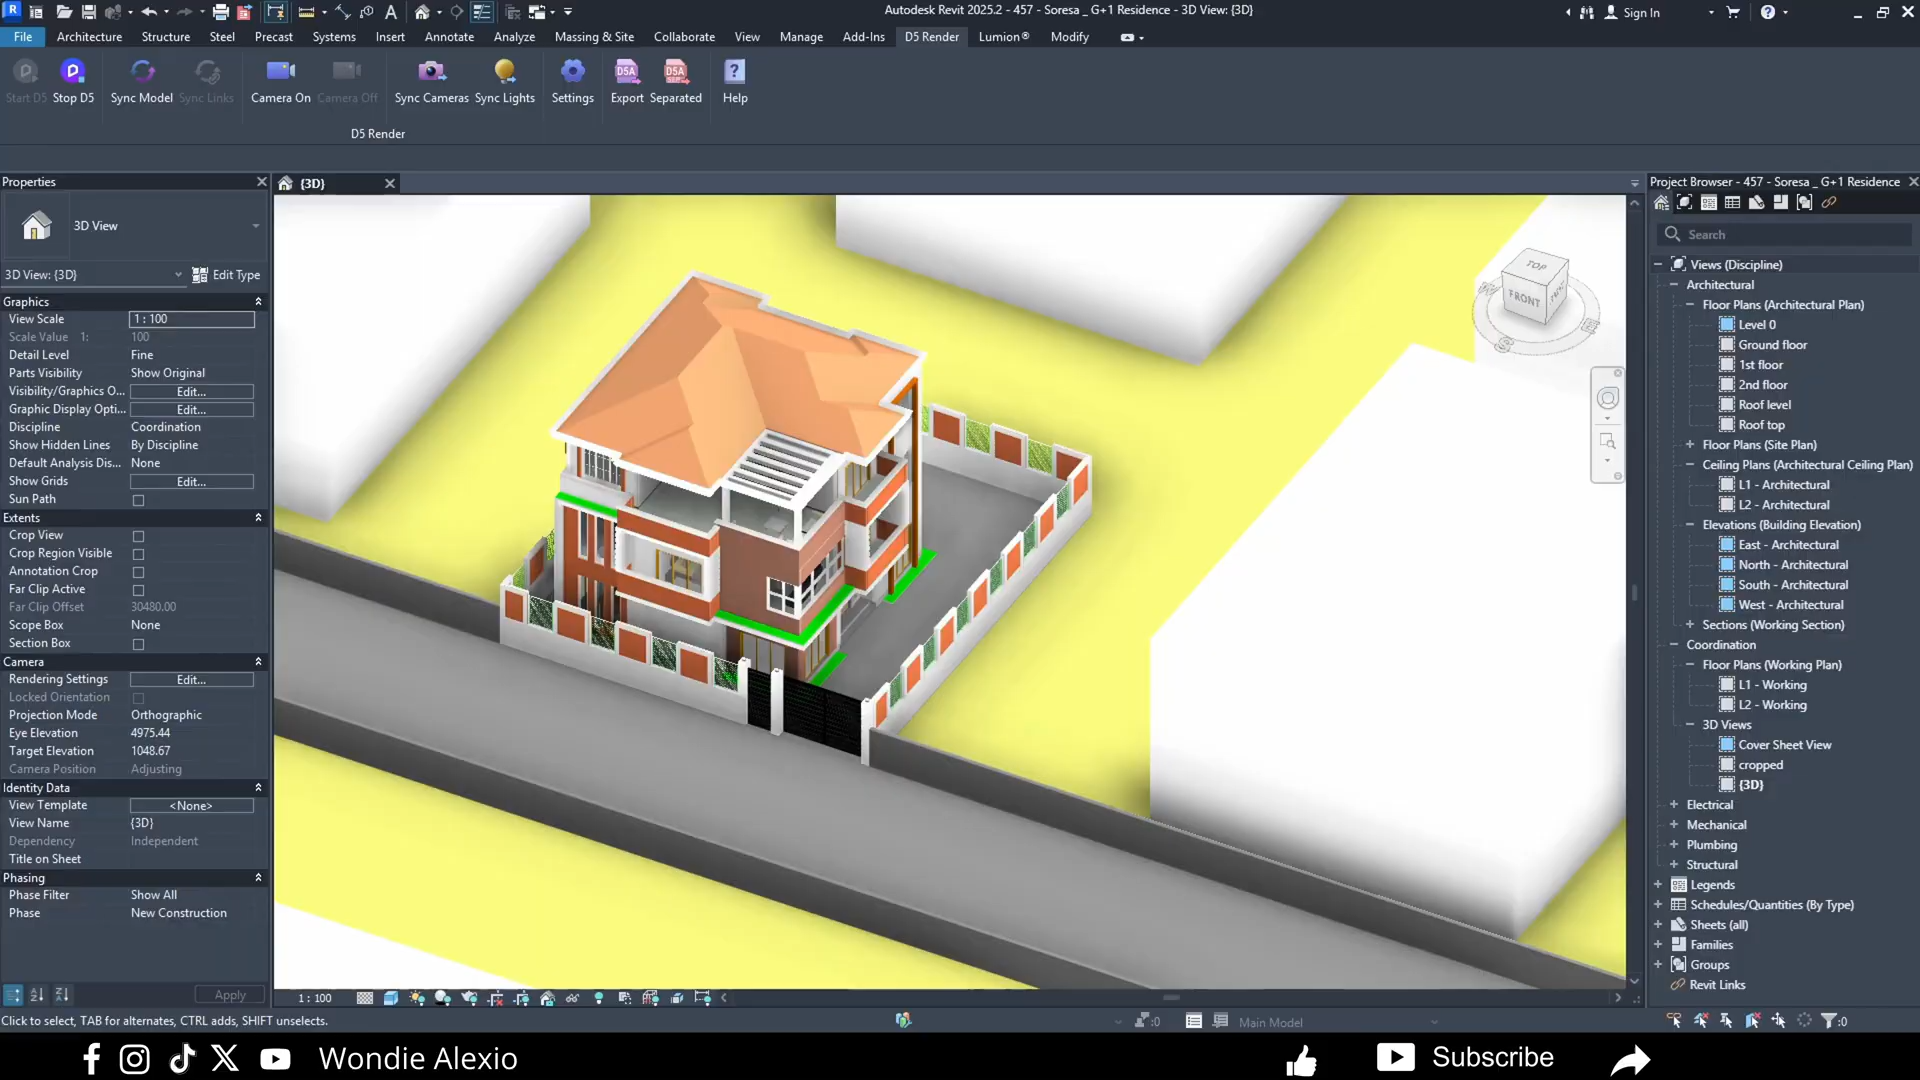 Autodesk Revit 2025.2 - 457 - Soresa _ G+1 Residence - 3D View: {3D}
Sign In
File Architecture Structure Steel Precast Systems Insert Annotate Analyze Massing & Site Collaborate View Manage Add-Ins D5 Render Lumion® Modify
Start D5 Stop D5 Sync Model Sync Links Camera On Camera Off Sync Cameras Sync Lights Settings Export Separated Help
D5 Render
Properties
{3D}
Project Browser - 457 - Soresa _ G+1 Residence
3D View
Search
3D View: {3D} Edit Type
Graphics
View Scale 1 : 100
Scale Value 1: 100
Detail Level Fine
Parts Visibility Show Original
Visibility/Graphics O... Edit...
Graphic Display Opti... Edit...
Discipline Coordination
Show Hidden Lines By Discipline
Default Analysis Dis... None
Show Grids Edit...
Sun Path
Extents
Crop View
Crop Region Visible
Annotation Crop
Far Clip Active
Far Clip Offset 30480.00
Scope Box None
Section Box
Camera
Rendering Settings Edit...
Locked Orientation
Projection Mode Orthographic
Eye Elevation 4975.44
Target Elevation 1048.67
Camera Position Adjusting
Identity Data
View Template <None>
View Name {3D}
Dependency Independent
Title on Sheet
Phasing
Phase Filter Show All
Phase New Construction
Apply
TOP
FRONT
Views (Discipline)
Architectural
Floor Plans (Architectural Plan)
Level 0
Ground floor
1st floor
2nd floor
Roof level
Roof top
Floor Plans (Site Plan)
Ceiling Plans (Architectural Ceiling Plan)
L1 - Architectural
L2 - Architectural
Elevations (Building Elevation)
East - Architectural
North - Architectural
South - Architectural
West - Architectural
Sections (Working Section)
Coordination
Floor Plans (Working Plan)
L1 - Working
L2 - Working
3D Views
Cover Sheet View
cropped
{3D}
Electrical
Mechanical
Plumbing
Structural
Legends
Schedules/Quantities (By Type)
Sheets (all)
Families
Groups
Revit Links
1 : 100
Click to select, TAB for alternates, CTRL adds, SHIFT unselects.
:0
Main Model
:0
Wondie Alexio
Subscribe